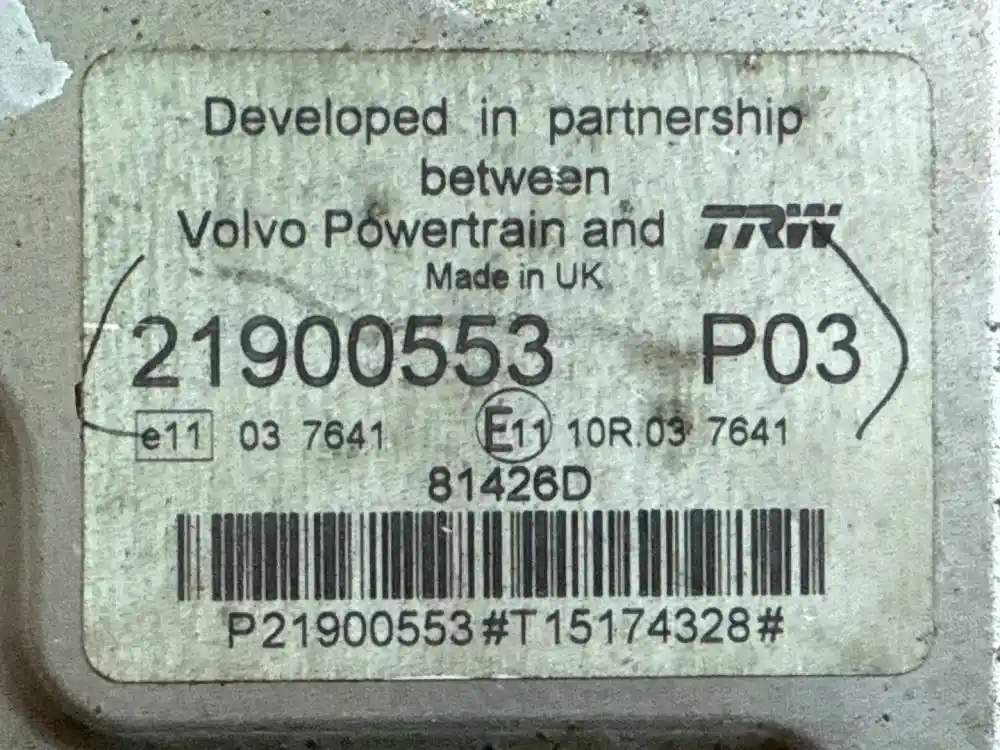 Developed in partnership
between
Volvo Powertrain and TRW
Made in UK
21900553 P03
e11 03 7641 E11 10R.03 7641
81426D
P21900553#T15174328#